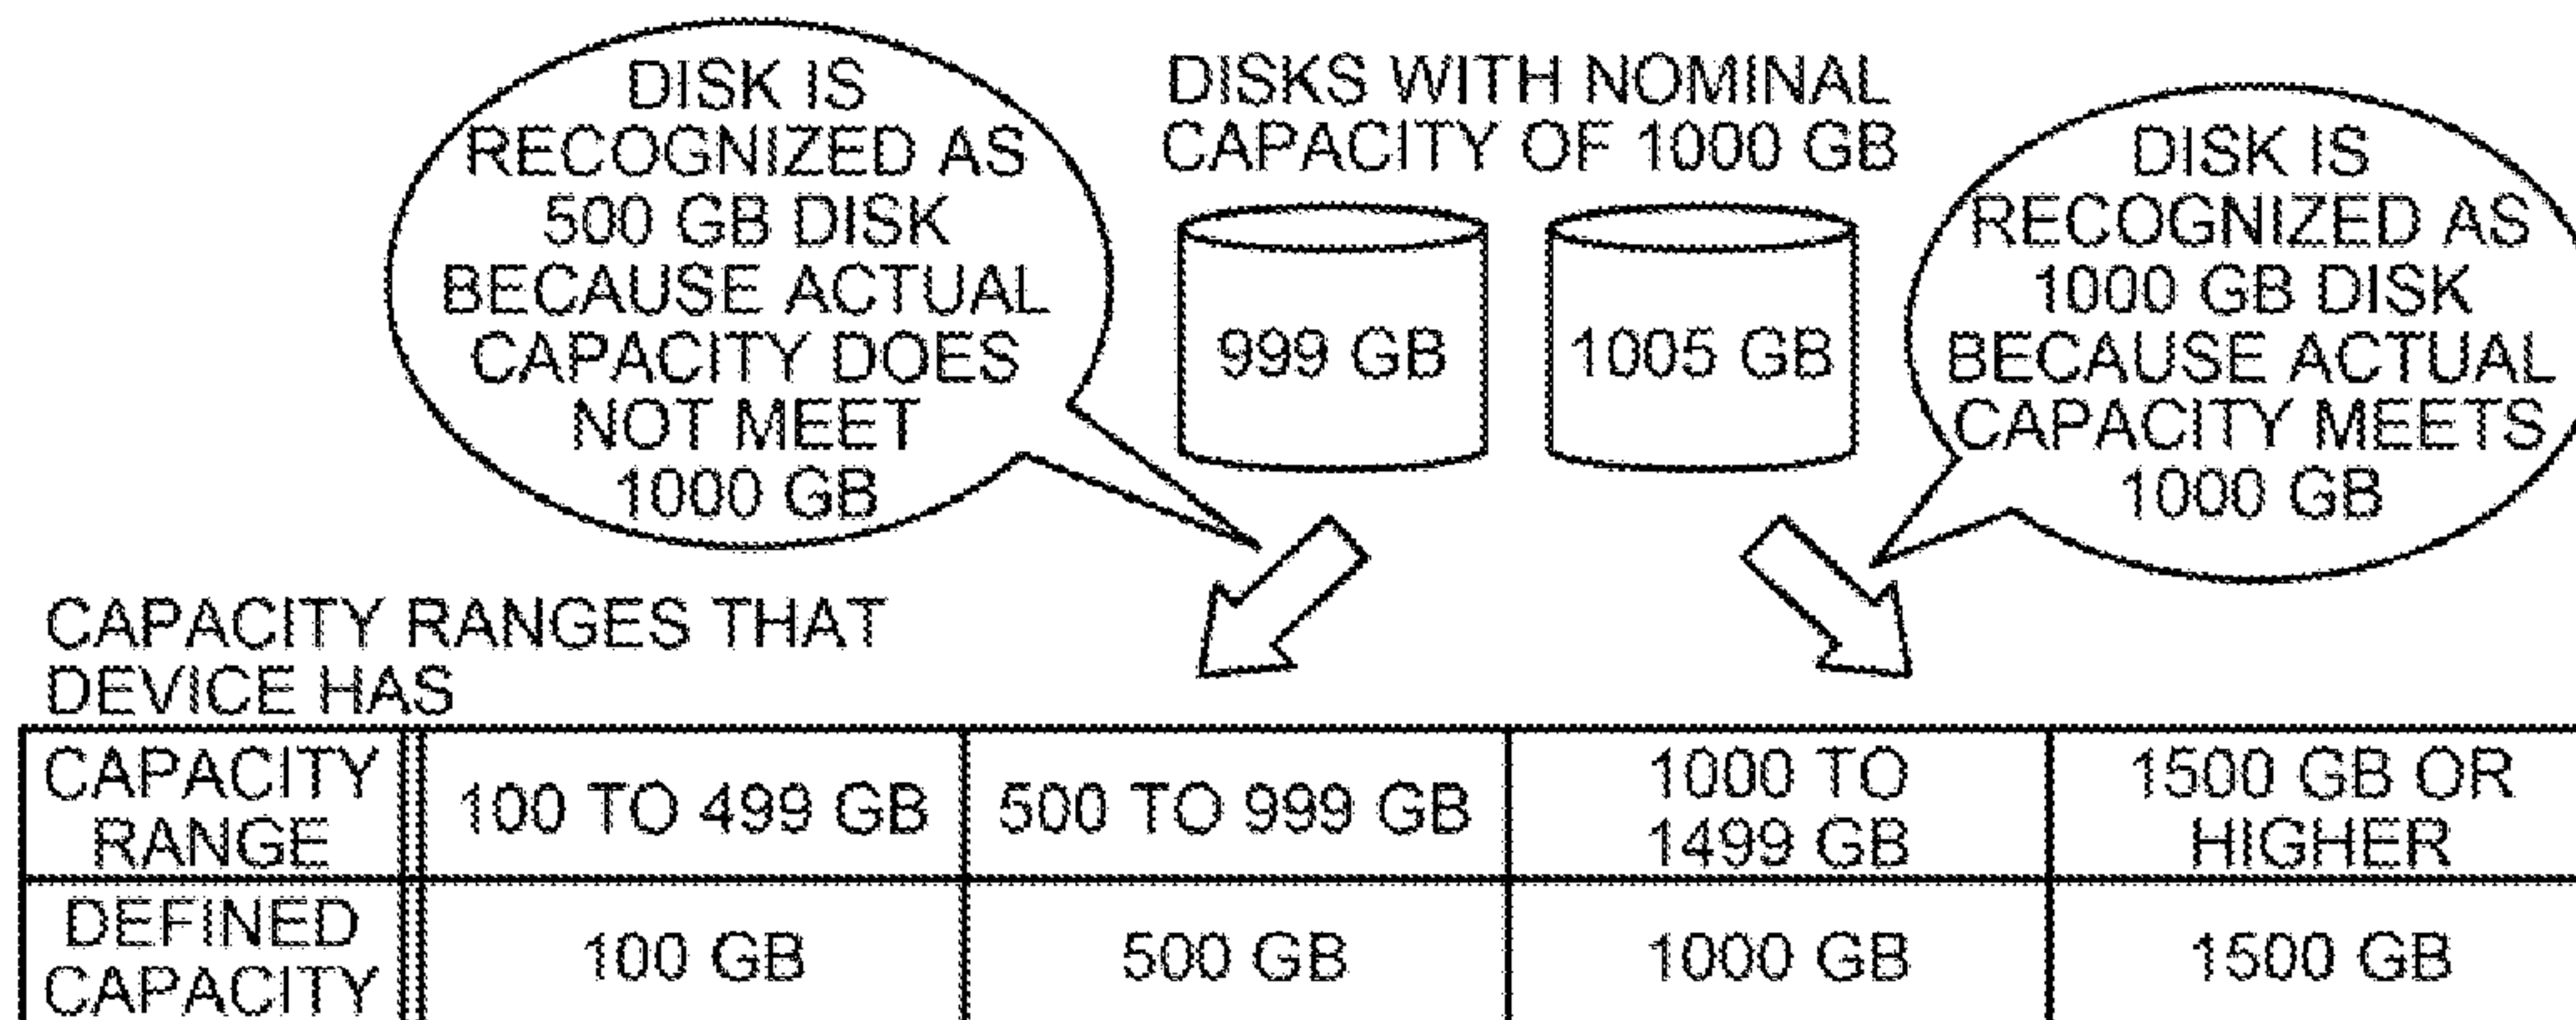 DISK IS
RECOGNIZED AS
500 GB DISK
BECAUSE ACTUAL
CAPACITY DOES
NOT MEET
1000 GB
DISKS WITH NOMINAL
CAPACITY OF 1000 GB
999 GB
1005 GB
DISK IS
RECOGNIZED AS
1000 GB DISK
BECAUSE ACTUAL
CAPACITY MEETS
1000 GB
CAPACITY RANGES THAT
DEVICE HAS
CAPACITY
RANGE
100 TO 499 GB
500 TO 999 GB
1000 TO
1499 GB
1500 GB OR
HIGHER
DEFINED
CAPACITY
100 GB
500 GB
1000 GB
1500 GB